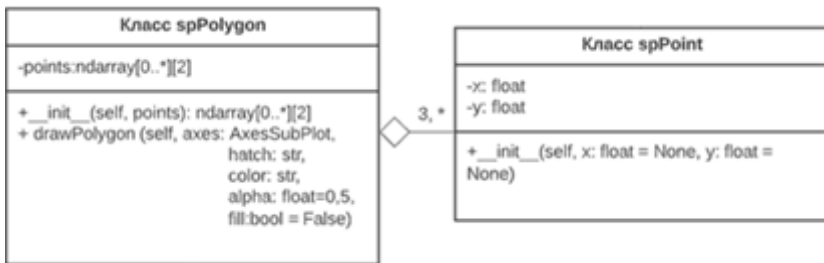 Класс spPolygon
-points:ndarray[0..*][2]
+__init__(self, points): ndarray[0..*][2]
+ drawPolygon (self, axes: AxesSubPlot,
hatch: str,
color: str,
alpha: float=0,5,
fill:bool = False)
3, *
Класс spPoint
-x: float
-y: float
+__init__(self, x: float = None, y: float =
None)